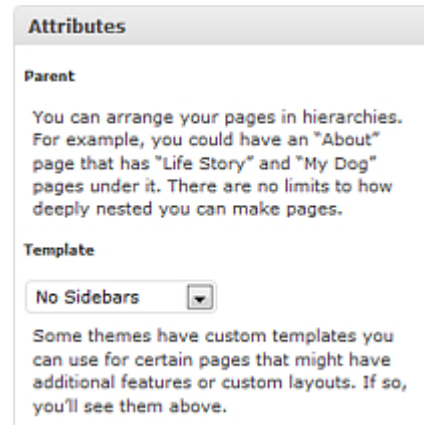 Attributes
Parent
You can arrange your pages in hierarchies.
For example, you could have an “About”
page that has “Life Story” and “My Dog”
pages under it. There are no limits to how
deeply nested you can make pages.
Template
No Sidebars
Some themes have custom templates you
can use for certain pages that might have
additional features or custom layouts. If so,
you’ll see them above.